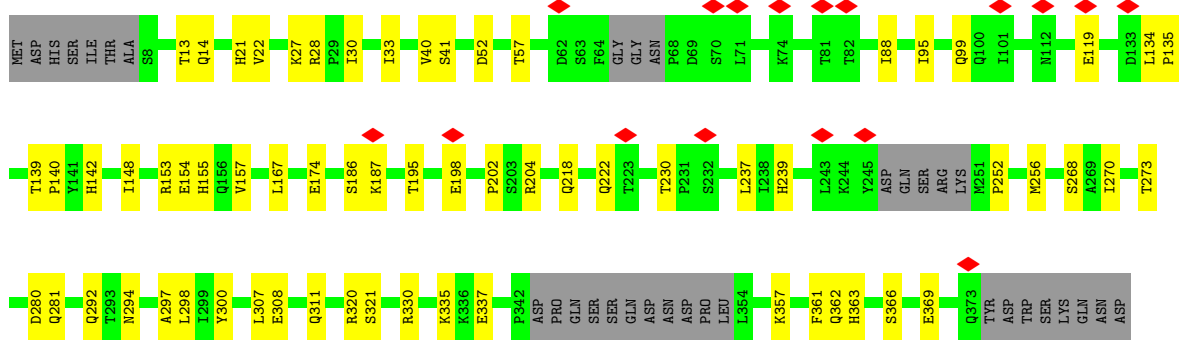 MET ASP HIS SER ILE THR ALA S8 T13 Q14 H21 V22 K27 R28 P29 I30 I33 V40 S41 D52 T57 D62 S63 F64 GLY GLY ASN P68 D69 S70 L71 K74 T81 T82 I88 I95 Q99 Q100 I101 N112 E119 D133 L134 P135
T139 P140 Y141 H142 I148 R153 E154 H155 Q156 V157 L167 E174 S186 K187 T195 E198 P202 S203 R204 Q218 Q222 T223 T230 P231 S232 L237 I238 H239 L243 K244 Y245 ASP GLN SER ARG LYS M251 P252 M256 S268 A269 I270 T273
D280 Q281 Q292 T293 N294 A297 L298 I299 Y300 L307 E308 Q311 R320 S321 R330 K335 K336 E337 P342 ASP PRO GLN SER SER GLN ASP ASN ASP PRO LEU L354 K357 F361 Q362 H363 S366 E369 Q373 TYR ASP TRP SER LYS GLN ASN ASP